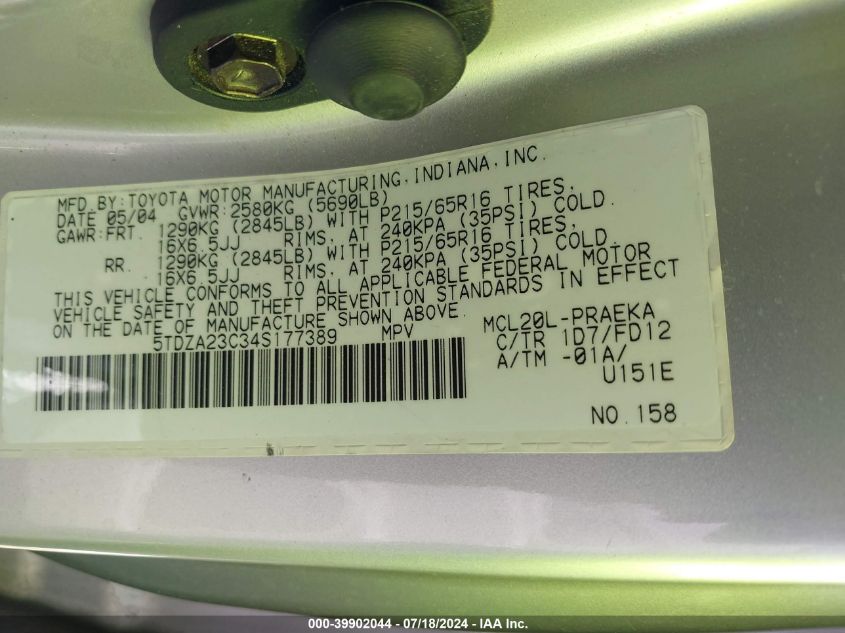 MFD.BY:TOYOTA MOTOR MANUFACTURING,INDIANA,INC.
DATE 05/04 GVWR:2580KG (5690LB)
GAWR:FRT. 1290KG (2845LB) WITH P215/65R16 TIRES,
16X6.5JJ RIMS, AT 240KPA (35PSI) COLD.
RR. 1290KG (2845LB) WITH P215/65R16 TIRES,
16X6.5JJ RIMS, AT 240KPA (35PSI) COLD.
THIS VEHICLE CONFORMS TO ALL APPLICABLE FEDERAL MOTOR
VEHICLE SAFETY AND THEFT PREVENTION STANDARDS IN EFFECT
ON THE DATE OF MANUFACTURE SHOWN ABOVE.
5TDZA23C34S177389 MPV
MCL20L-PRAEKA
C/TR 1D7/FD12
A/TM -01A/
U151E
NO.158
000-39902044 / 07/18/2024 - IAA Inc.